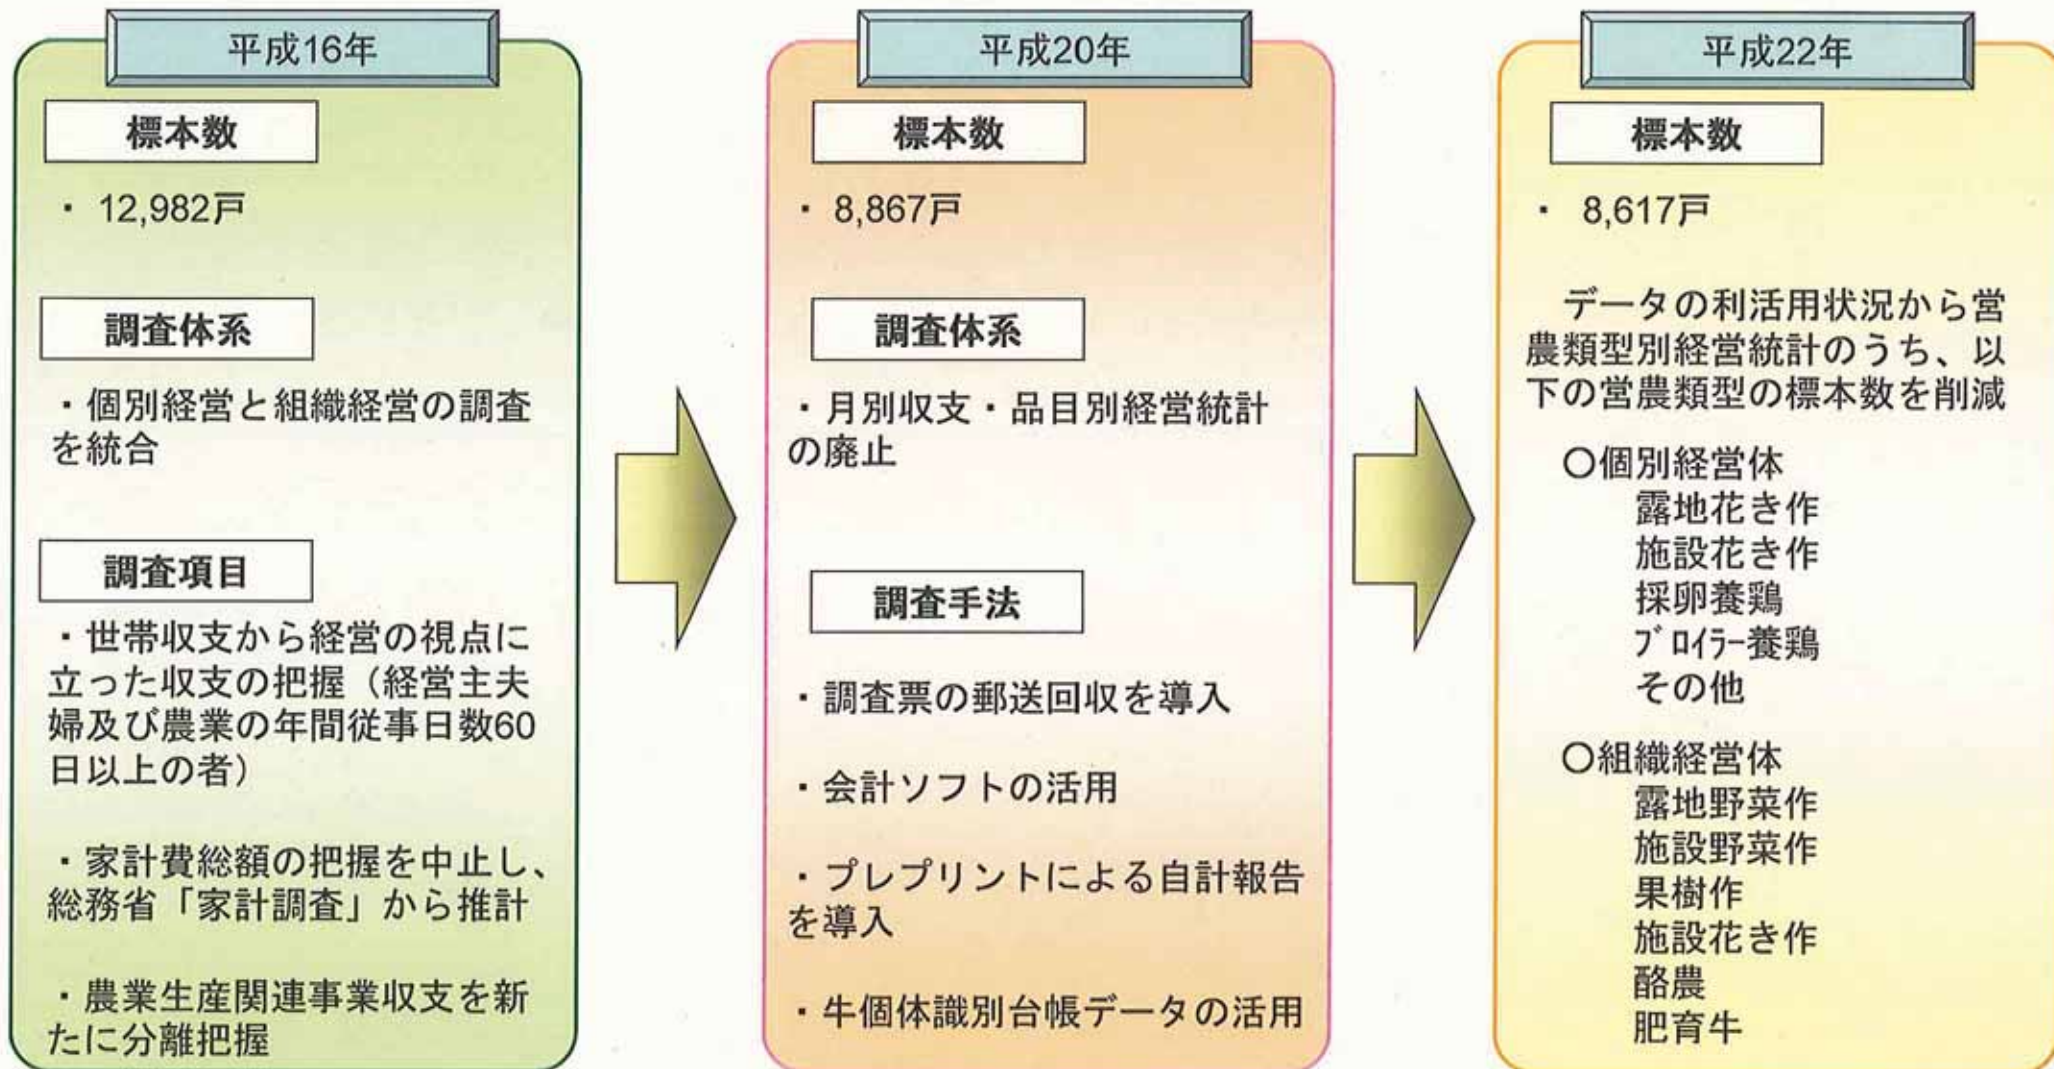 平成16年
標本数
・ 12,982戸
調査体系
・個別経営と組織経営の調査
を統合
調査項目
・世帯収支から経営の視点に
立った収支の把握（経営主夫
婦及び農業の年間従事日数60
日以上の者）
・家計費総額の把握を中止し、
総務省「家計調査」から推計
・農業生産関連事業収支を新
たに分離把握
平成20年
標本数
・ 8,867戸
調査体系
・月別収支・品目別経営統計
の廃止
調査手法
・調査票の郵送回収を導入
・会計ソフトの活用
・プレプリントによる自計報告
を導入
・牛個体識別台帳データの活用
平成22年
標本数
・ 8,617戸
データの利活用状況から営
農類型別経営統計のうち、以
下の営農類型の標本数を削減
○個別経営体
露地花き作
施設花き作
採卵養鶏
ﾌﾞﾛｲﾗｰ養鶏
その他
○組織経営体
露地野菜作
施設野菜作
果樹作
施設花き作
酪農
肥育牛